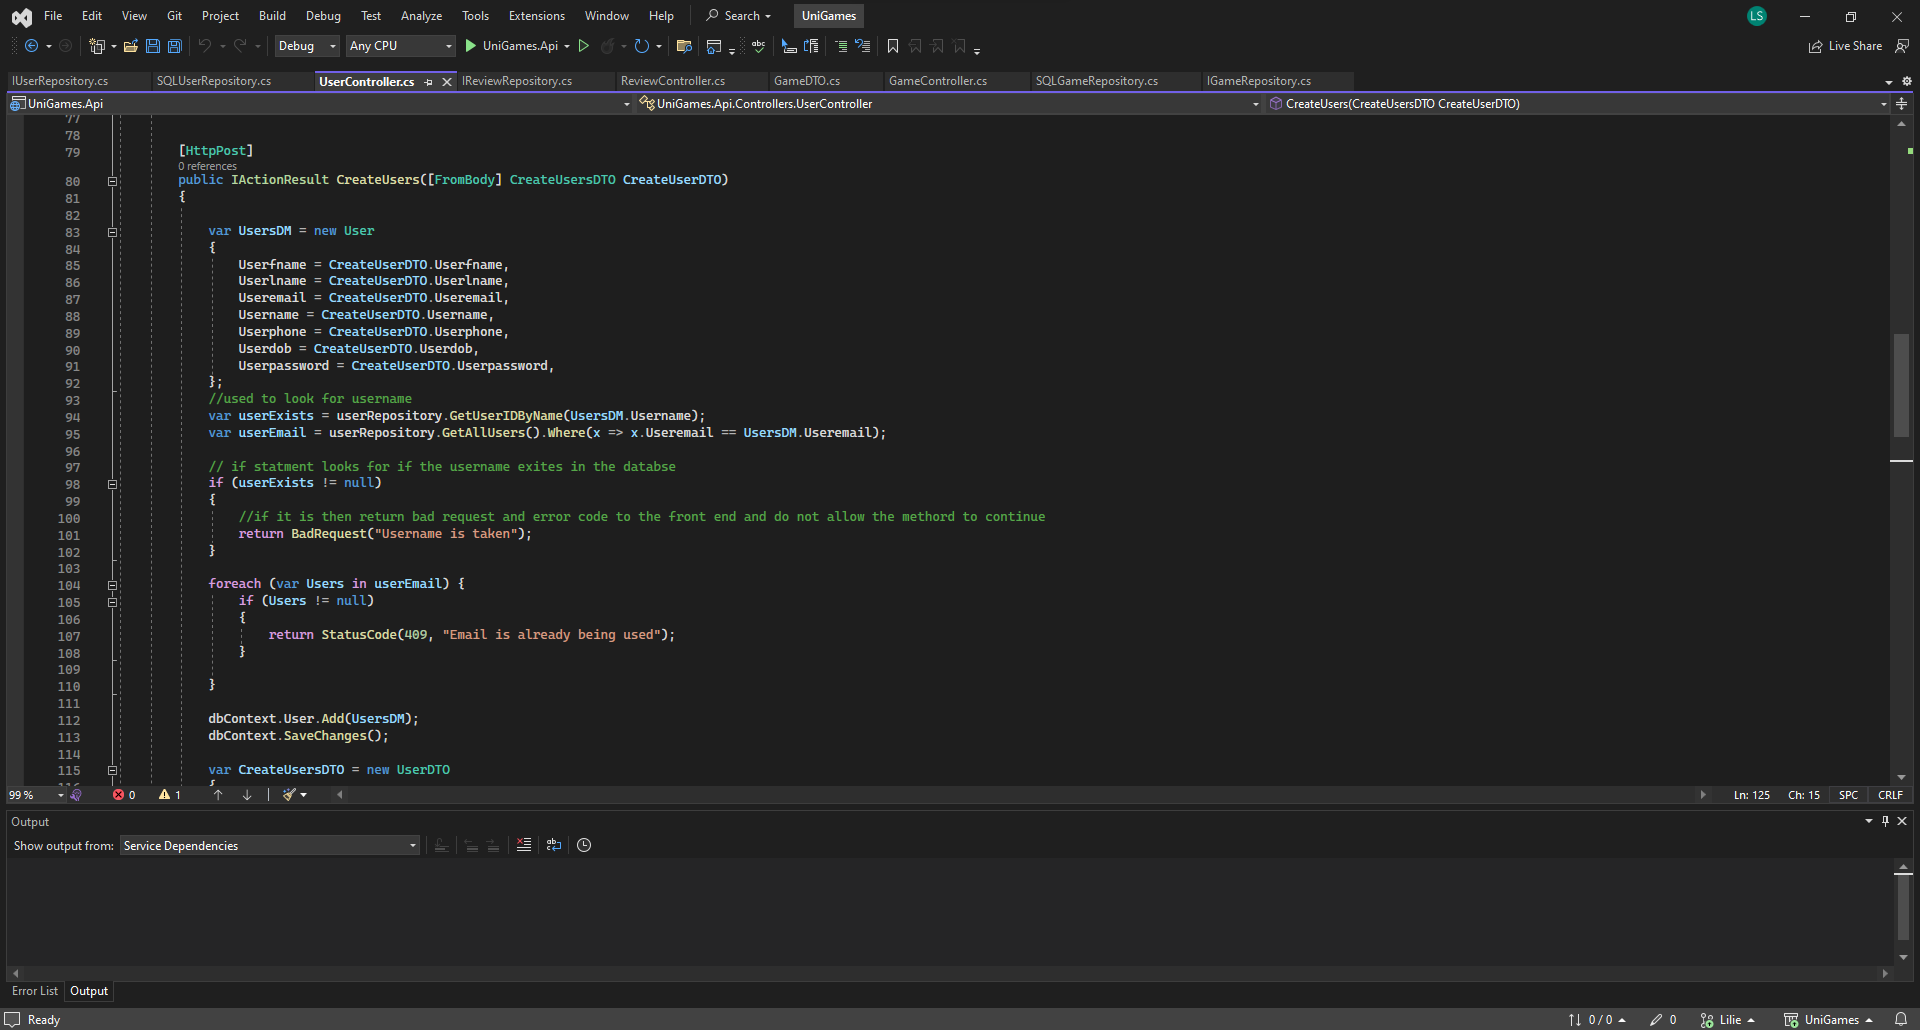 File Edit View Git Project Build Debug Test Analyze Tools Extensions Window Help Search UniGames LS
Debug Any CPU UniGames.Api Live Share
IUserRepository.cs SQLUserRepository.cs UserController.cs IReviewRepository.cs ReviewController.cs GameDTO.cs GameController.cs SQLGameRepository.cs IGameRepository.cs
UniGames.Api UniGames.Api.Controllers.UserController CreateUsers(CreateUsersDTO CreateUserDTO)
77
78
79 [HttpPost]
0 references
80 public IActionResult CreateUsers([FromBody] CreateUsersDTO CreateUserDTO)
81 {
82
83 var UsersDM = new User
84 {
85 Userfname = CreateUserDTO.Userfname,
86 Userlname = CreateUserDTO.Userlname,
87 Useremail = CreateUserDTO.Useremail,
88 Username = CreateUserDTO.Username,
89 Userphone = CreateUserDTO.Userphone,
90 Userdob = CreateUserDTO.Userdob,
91 Userpassword = CreateUserDTO.Userpassword,
92 };
93 //used to look for username
94 var userExists = userRepository.GetUserIDByName(UsersDM.Username);
95 var userEmail = userRepository.GetAllUsers().Where(x => x.Useremail == UsersDM.Useremail);
96
97 // if statment looks for if the username exites in the databse
98 if (userExists != null)
99 {
100 //if it is then return bad request and error code to the front end and do not allow the methord to continue
101 return BadRequest("Username is taken");
102 }
103
104 foreach (var Users in userEmail) {
105 if (Users != null)
106 {
107 return StatusCode(409, "Email is already being used");
108 }
109
110 }
111
112 dbContext.User.Add(UsersDM);
113 dbContext.SaveChanges();
114
115 var CreateUsersDTO = new UserDTO
116 {
99 % 0 1 Ln: 125 Ch: 15 SPC CRLF
Output
Show output from: Service Dependencies
Error List Output
Ready 0 / 0 0 Lilie UniGames